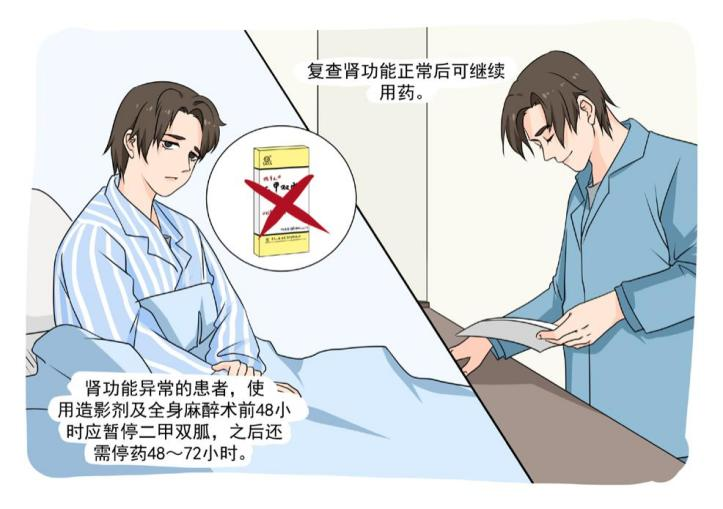 复查肾功能正常后可继续
用药。
甲双
肾功能异常的患者，使
用造影剂及全身麻醉术前48小
时应暂停二甲双胍，之后还
需停药48～72小时。